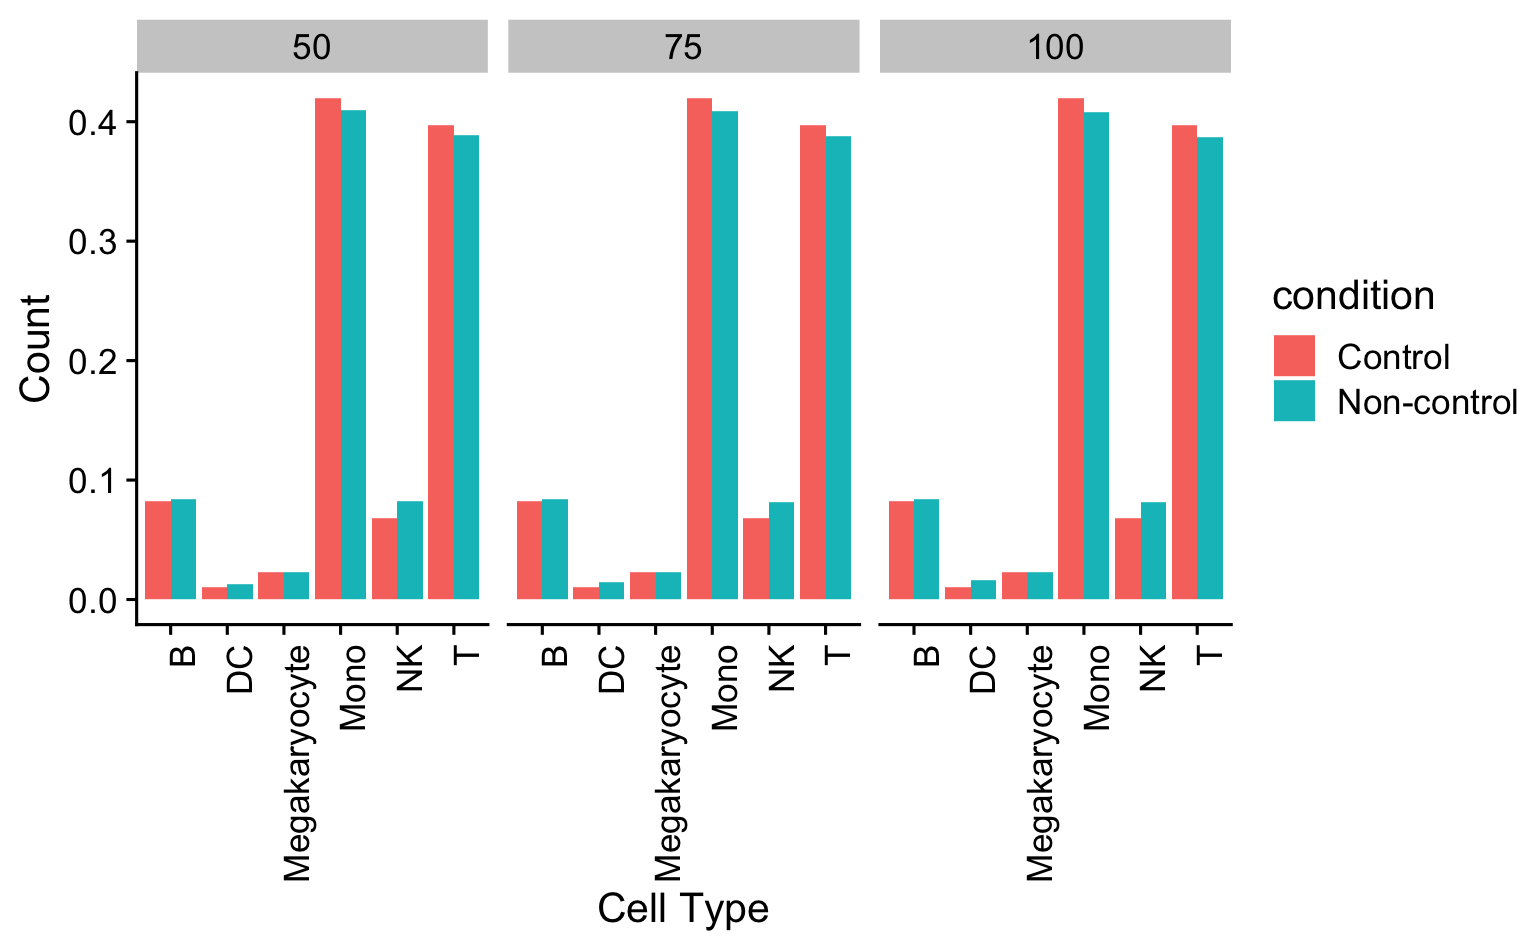 50 75 100
0.4
0.3
0.2
0.1
0.0
Count
B DC Megakaryocyte Mono NK T B DC Megakaryocyte Mono NK T B DC Megakaryocyte Mono NK T
Cell Type
condition
Control
Non-control